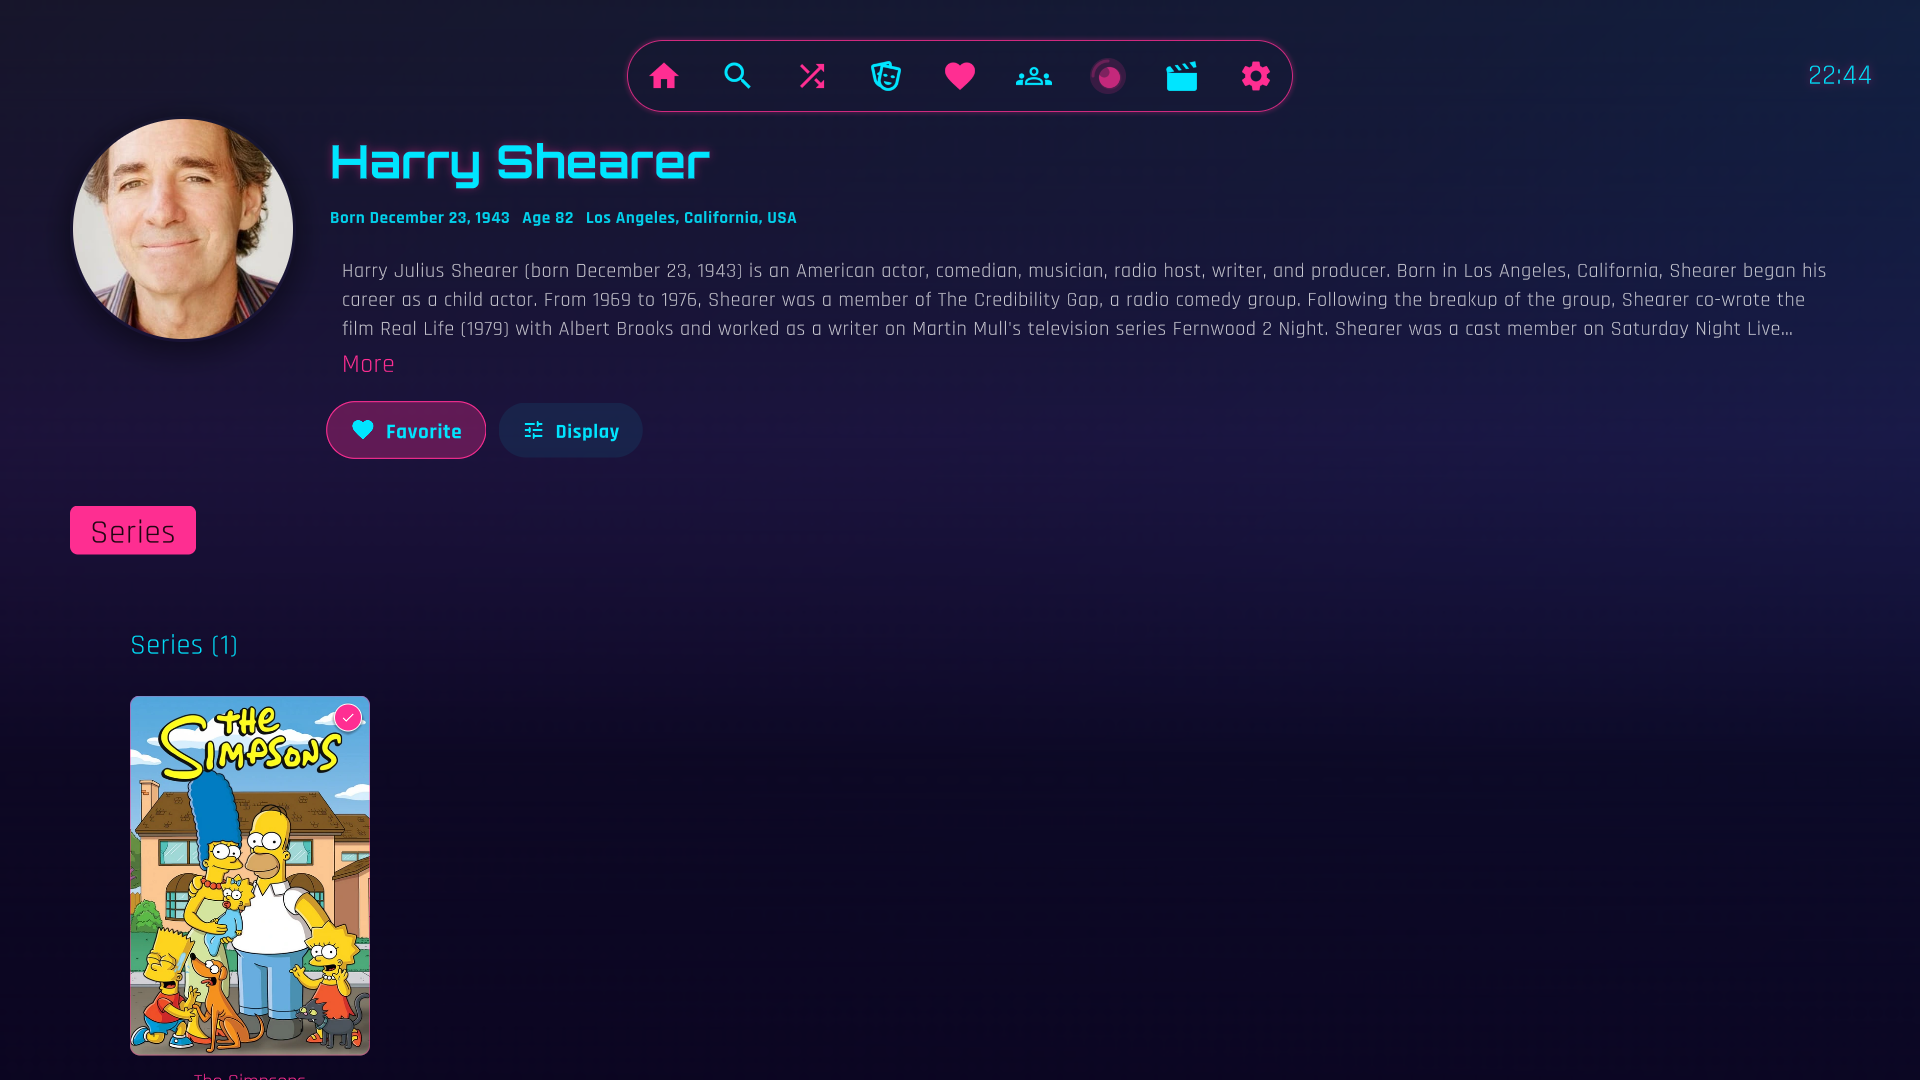 22:44
Harry Shearer
Born December 23, 1943 Age 82 Los Angeles, California, USA
Harry Julius Shearer (born December 23, 1943) is an American actor, comedian, musician, radio host, writer, and producer. Born in Los Angeles, California, Shearer began his
career as a child actor. From 1969 to 1976, Shearer was a member of The Credibility Gap, a radio comedy group. Following the breakup of the group, Shearer co-wrote the
film Real Life (1979) with Albert Brooks and worked as a writer on Martin Mull's television series Fernwood 2 Night. Shearer was a cast member on Saturday Night Live...
More
Favorite
Display
Series
Series (1)
THE
SIMPSONS
The Simpsons